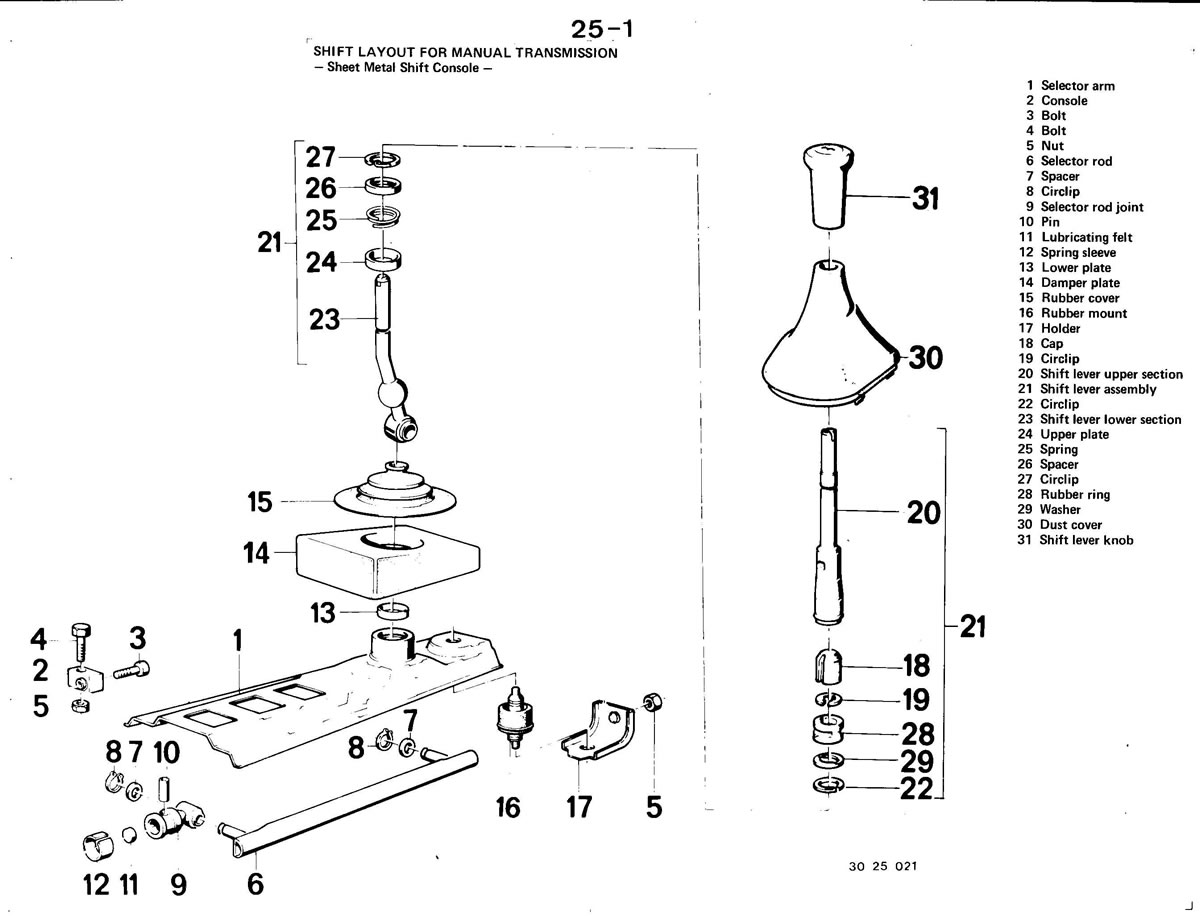 25-1
SHIFT LAYOUT FOR MANUAL TRANSMISSION
– Sheet Metal Shift Console –
1 Selector arm
2 Console
3 Bolt
4 Bolt
5 Nut
6 Selector rod
7 Spacer
8 Circlip
9 Selector rod joint
10 Pin
11 Lubricating felt
12 Spring sleeve
13 Lower plate
14 Damper plate
15 Rubber cover
16 Rubber mount
17 Holder
18 Cap
19 Circlip
20 Shift lever upper section
21 Shift lever assembly
22 Circlip
23 Shift lever lower section
24 Upper plate
25 Spring
26 Spacer
27 Circlip
28 Rubber ring
29 Washer
30 Dust cover
31 Shift lever knob
27
26
25
21
24
23
15
14
13
4
3
1
2
5
8 7 10
8
7
12 11 9 6
16 17 5
31
30
20
21
18
19
28
29
22
30 25 021